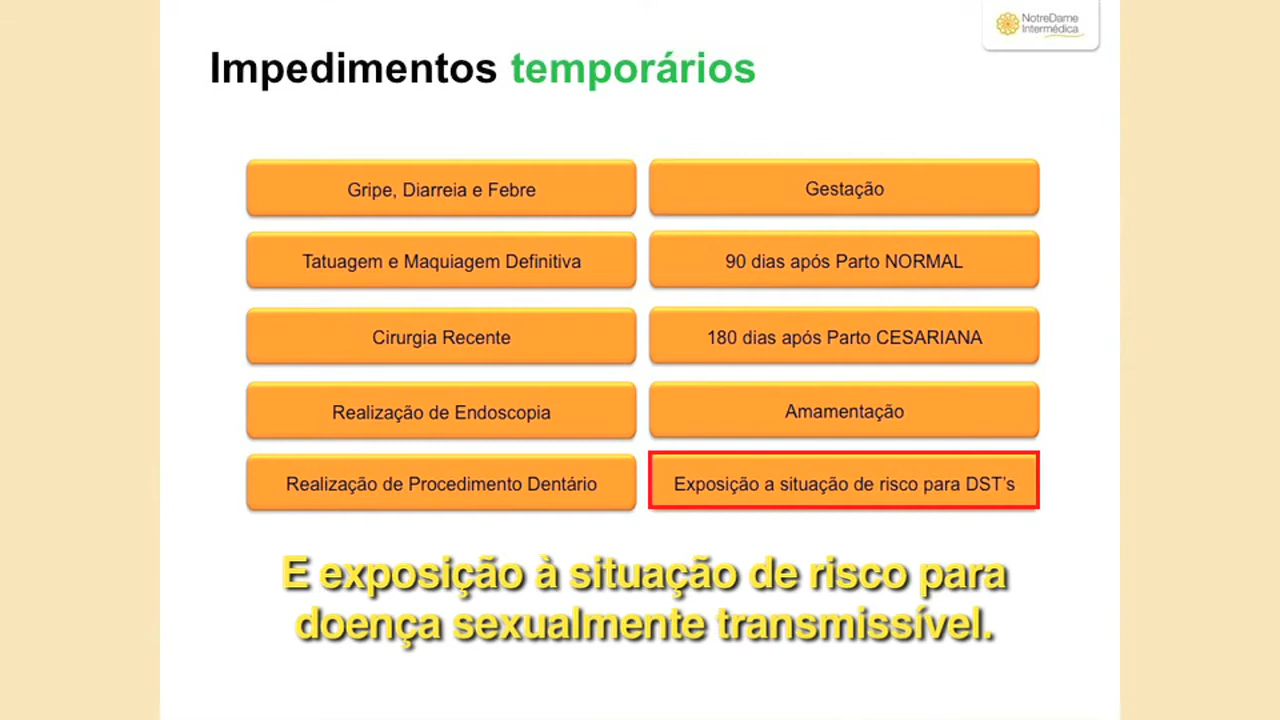 NotreDame
Intermédica
Impedimentos temporários
Gripe, Diarreia e Febre
Gestação
Tatuagem e Maquiagem Definitiva
90 dias após Parto NORMAL
Cirurgia Recente
180 dias após Parto CESARIANA
Realização de Endoscopia
Amamentação
Realização de Procedimento Dentário
Exposição a situação de risco para DST's
E exposição à situação de risco para
doença sexualmente transmissível.